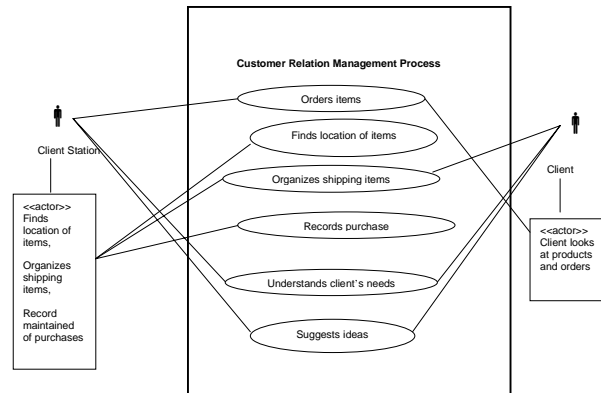 Customer Relation Management Process
Orders items
Finds location of items
Organizes shipping items
Records purchase
Understands client's needs
Suggests ideas
Client Station
<<actor>>
Finds
location of
items,
Organizes
shipping
items,
Record
maintained
of purchases
Client
<<actor>>
Client looks
at products
and orders